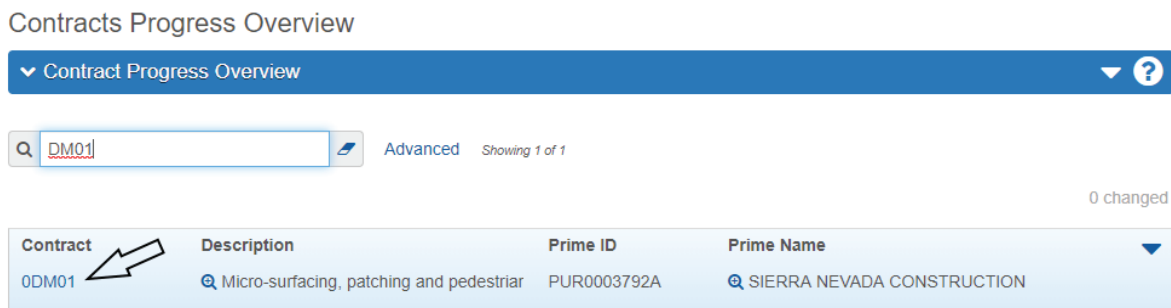 Contracts Progress Overview
Contract Progress Overview ?
DM01 Advanced Showing 1 of 1
0 changed
Contract Description Prime ID Prime Name
0DM01 Micro-surfacing, patching and pedestriar PUR0003792A SIERRA NEVADA CONSTRUCTION